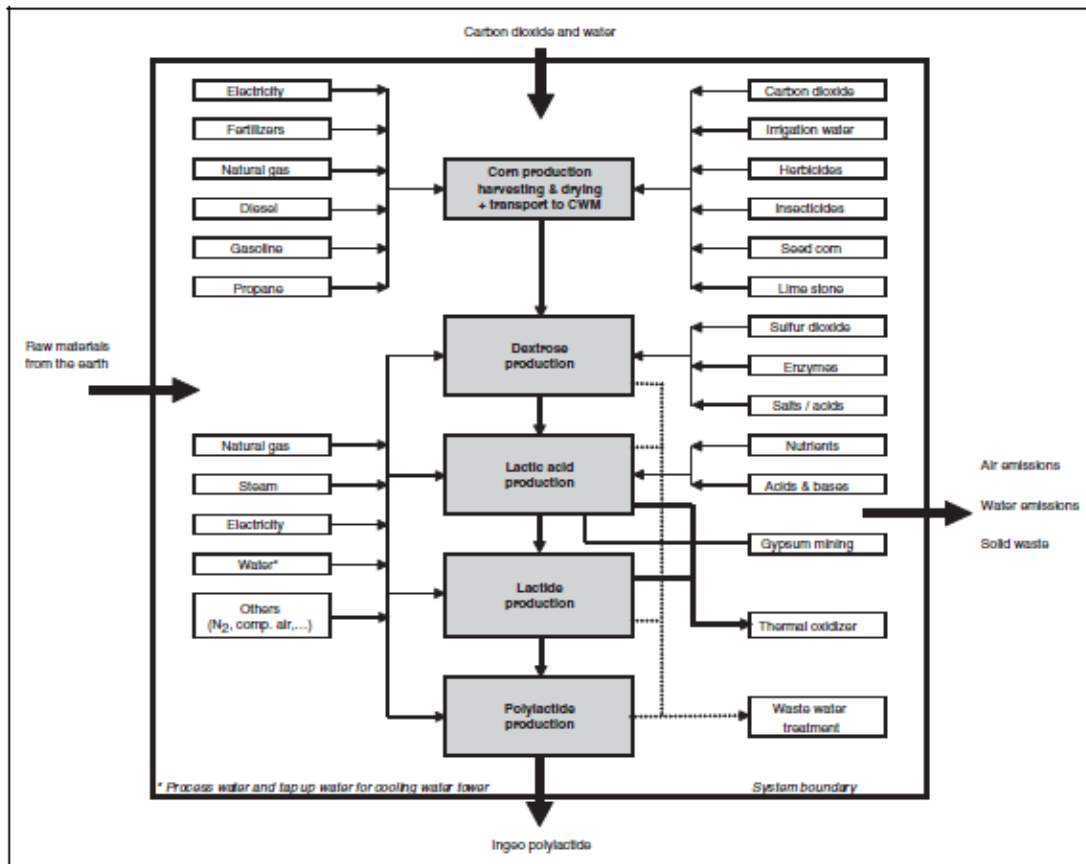 Carbon dioxide and water
Electricity
Fertilizers
Natural gas
Diesel
Gasoline
Propane
Corn production
harvesting & drying
+ transport to CWM
Carbon dioxide
Irrigation water
Herbicides
Insecticides
Seed corn
Lime stone
Raw materials
from the earth
Dextrose
production
Sulfur dioxide
Enzymes
Salts / acids
Natural gas
Steam
Electricity
Water*
Others
(N2, comp. air,...)
Lactic acid
production
Nutrients
Acids & bases
Gypsum mining
Lactide
production
Thermal oxidizer
Polylactide
production
Waste water
treatment
Air emissions
Water emissions
Solid waste
* Process water and tap up water for cooling water tower
System boundary
Ingeo polylactide